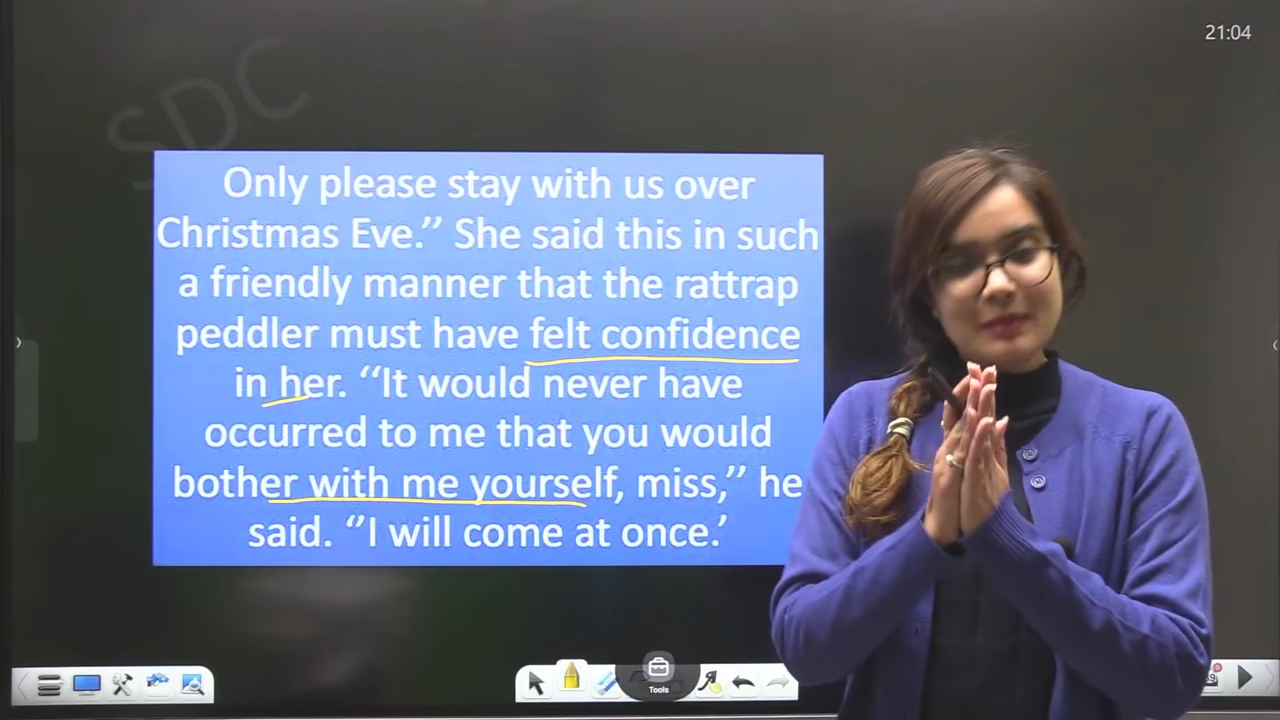 21:04
SDC
Only please stay with us over
Christmas Eve.” She said this in such
a friendly manner that the rattrap
peddler must have felt confidence
in her. “It would never have
occurred to me that you would
bother with me yourself, miss,” he
said. ‘’I will come at once.’
Tools